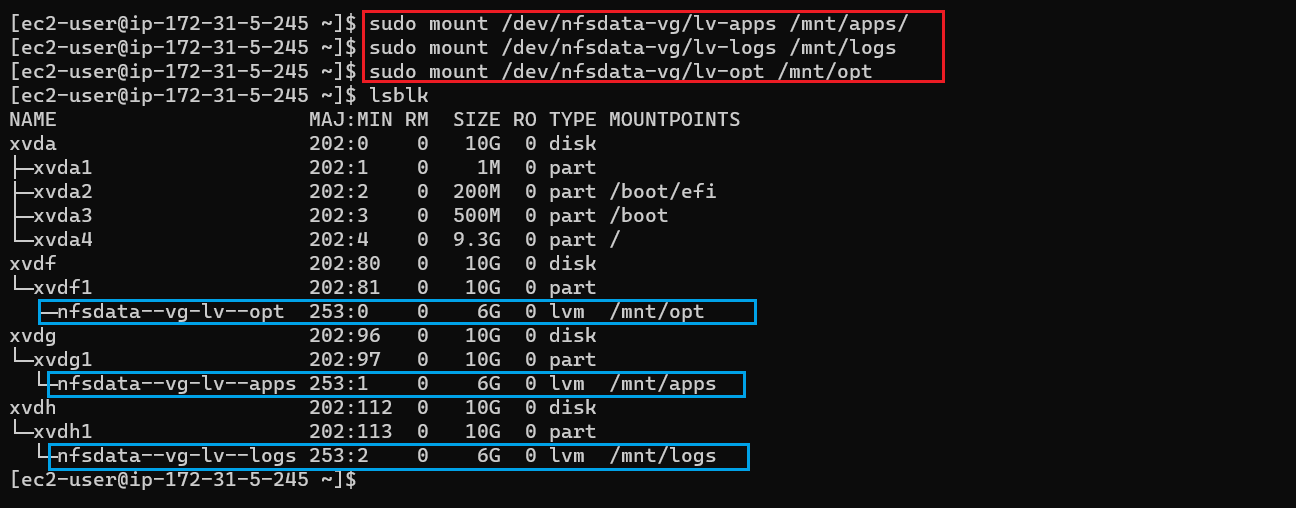 [ec2-user@ip-172-31-5-245 ~]$ sudo mount /dev/nfsdata-vg/lv-apps /mnt/apps/
[ec2-user@ip-172-31-5-245 ~]$ sudo mount /dev/nfsdata-vg/lv-logs /mnt/logs
[ec2-user@ip-172-31-5-245 ~]$ sudo mount /dev/nfsdata-vg/lv-opt /mnt/opt
[ec2-user@ip-172-31-5-245 ~]$ lsblk
NAME                     MAJ:MIN RM  SIZE RO TYPE MOUNTPOINTS
xvda                     202:0    0   10G  0 disk
├─xvda1                  202:1    0    1M  0 part
├─xvda2                  202:2    0  200M  0 part /boot/efi
├─xvda3                  202:3    0  500M  0 part /boot
└─xvda4                  202:4    0  9.3G  0 part /
xvdf                     202:80   0   10G  0 disk
└─xvdf1                  202:81   0   10G  0 part
  └─nfsdata--vg-lv--opt  253:0    0    6G  0 lvm  /mnt/opt
xvdg                     202:96   0   10G  0 disk
└─xvdg1                  202:97   0   10G  0 part
  └─nfsdata--vg-lv--apps 253:1    0    6G  0 lvm  /mnt/apps
xvdh                     202:112  0   10G  0 disk
└─xvdh1                  202:113  0   10G  0 part
  └─nfsdata--vg-lv--logs 253:2    0    6G  0 lvm  /mnt/logs
[ec2-user@ip-172-31-5-245 ~]$